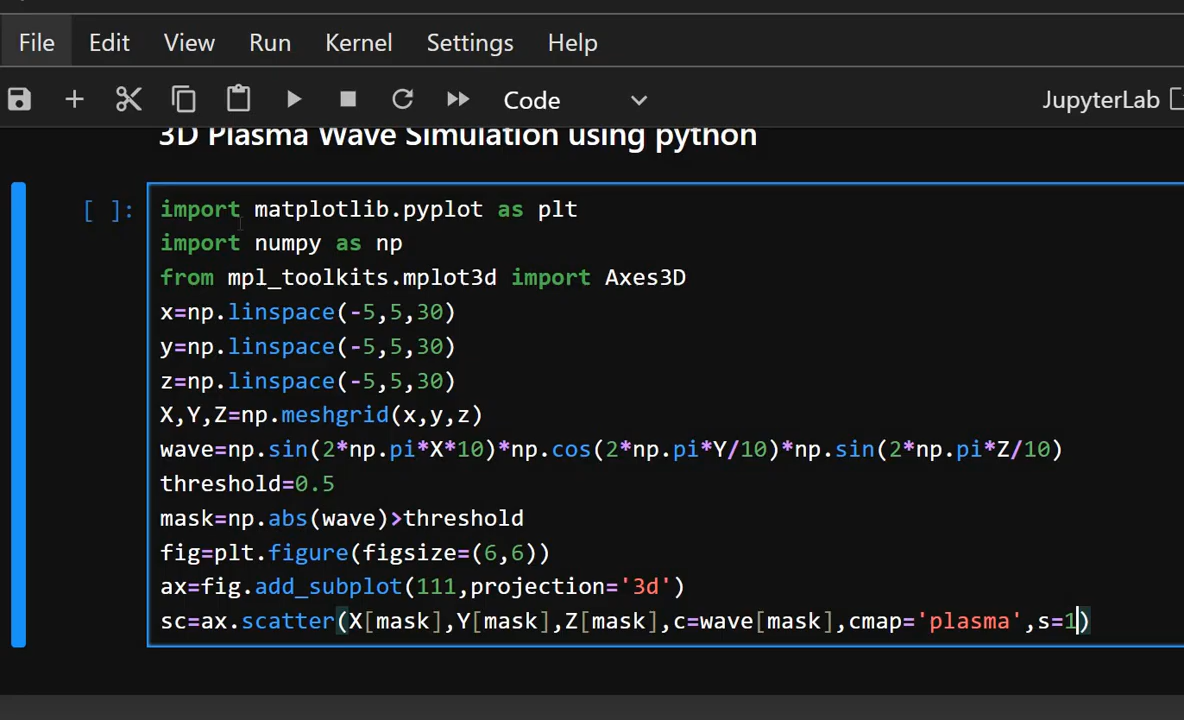 File Edit View Run Kernel Settings Help
Code JupyterLab
3D Plasma Wave Simulation using python
[ ]:
import matplotlib.pyplot as plt
import numpy as np
from mpl_toolkits.mplot3d import Axes3D
x=np.linspace(-5,5,30)
y=np.linspace(-5,5,30)
z=np.linspace(-5,5,30)
X,Y,Z=np.meshgrid(x,y,z)
wave=np.sin(2*np.pi*X*10)*np.cos(2*np.pi*Y/10)*np.sin(2*np.pi*Z/10)
threshold=0.5
mask=np.abs(wave)>threshold
fig=plt.figure(figsize=(6,6))
ax=fig.add_subplot(111,projection='3d')
sc=ax.scatter(X[mask],Y[mask],Z[mask],c=wave[mask],cmap='plasma',s=1)